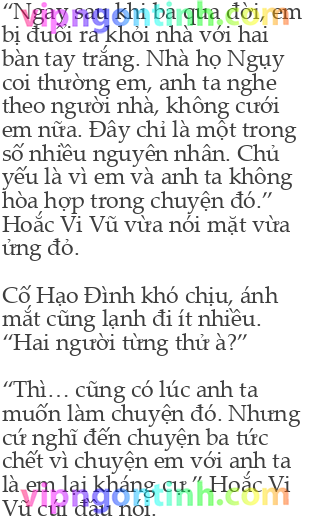 “Ngay sau khi ba qua đời, em
bị đuổi ra khỏi nhà với hai
bàn tay trắng. Nhà họ Ngụy
coi thường em, anh ta nghe
theo người nhà, không cưới
em nữa. Đây chỉ là một trong
số nhiều nguyên nhân. Chủ
yếu là vì em và anh ta không
hòa hợp trong chuyện đó.”
Hoắc Vi Vũ vừa nói mặt vừa
ửng đỏ.
Cố Hạo Đình khó chịu, ánh
mắt cũng lạnh đi ít nhiều.
“Hai người từng thử à?”
“Thì… cũng có lúc anh ta
muốn làm chuyện đó. Nhưng
cứ nghĩ đến chuyện ba tức
chết vì chuyện em với anh ta
là em lại kháng cự.” Hoắc Vi
Vũ cúi đầu nói.
vipngontinh.com
vipngontinh.com